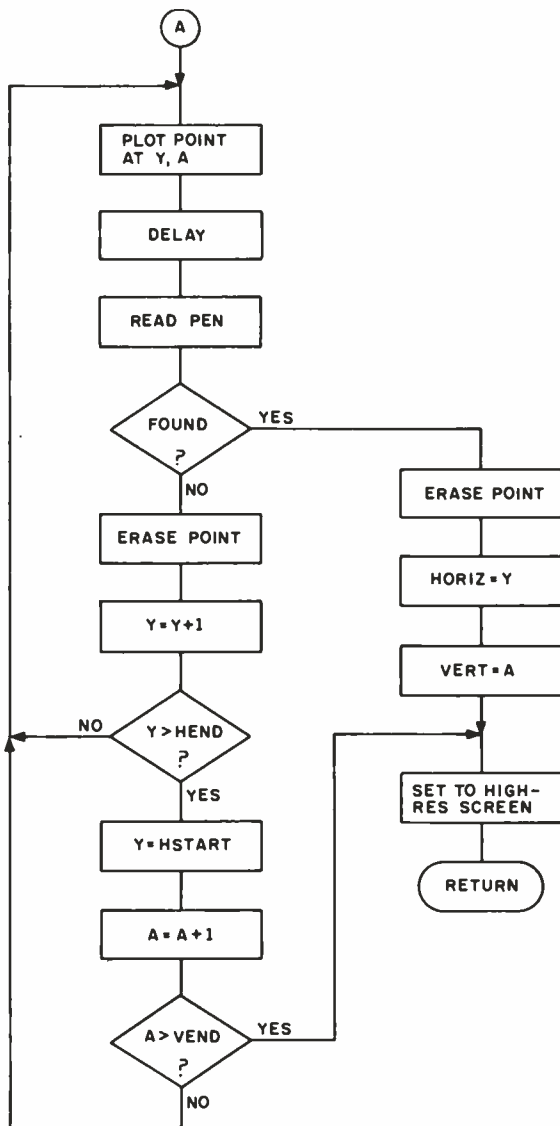 A
PLOT POINT
AT Y, A
DELAY
READ PEN
FOUND
?
YES
NO
ERASE POINT
Y=Y+1
Y>HEND
?
NO
YES
Y=HSTART
A=A+1
A>VEND
?
YES
NO
ERASE POINT
HORIZ=Y
VERT=A
SET TO HIGH-
RES SCREEN
RETURN